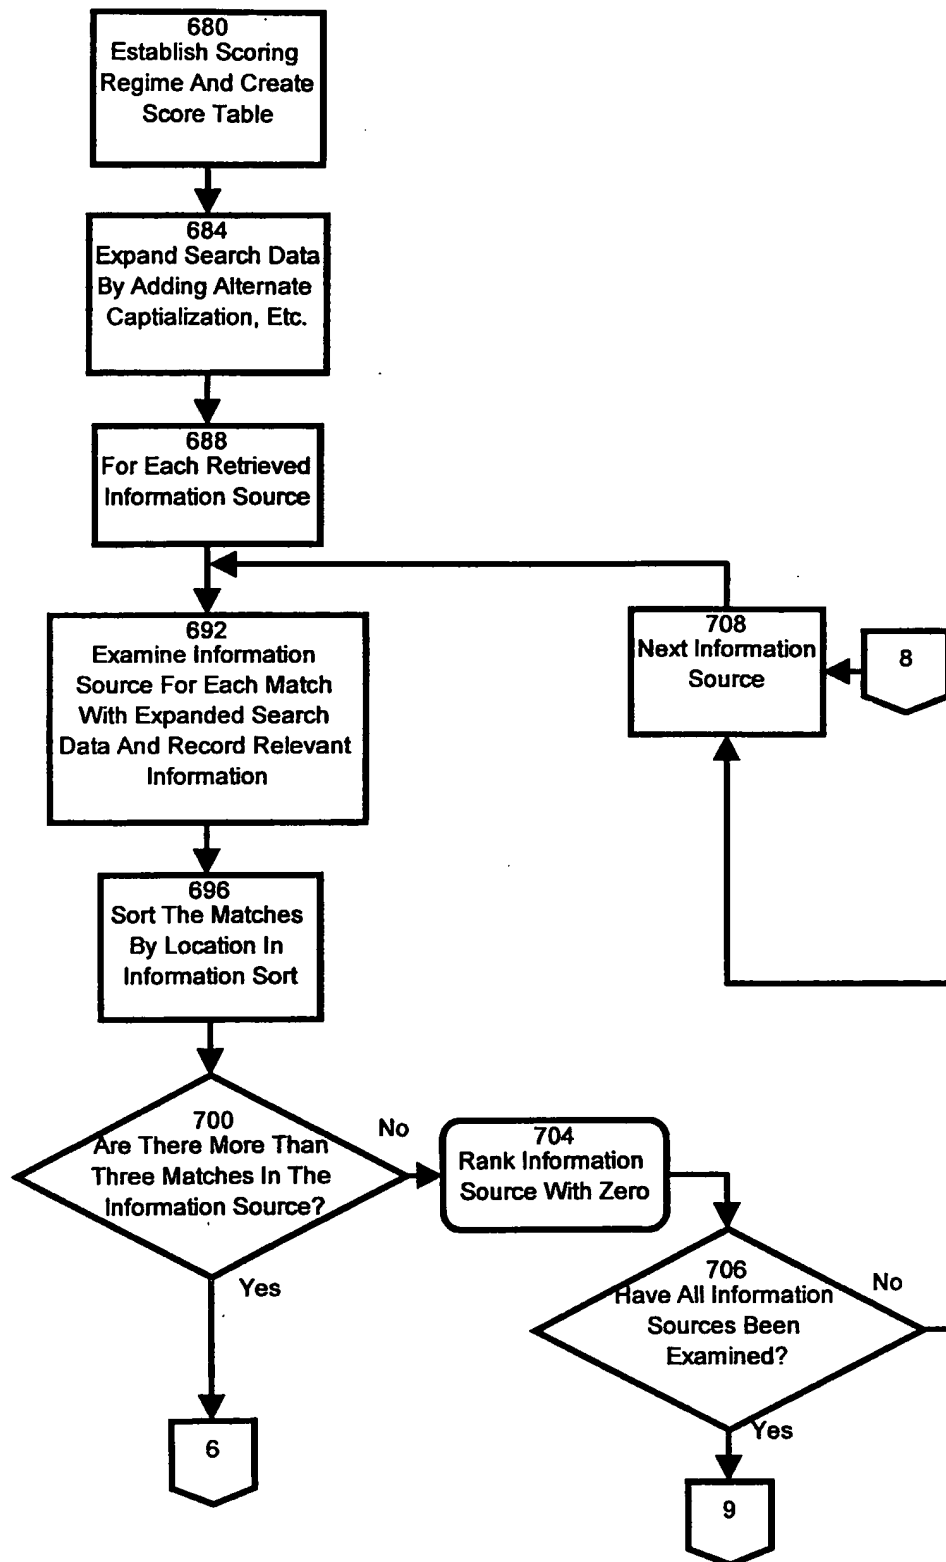 680
Establish Scoring
Regime And Create
Score Table
684
Expand Search Data
By Adding Alternate
Captialization, Etc.
688
For Each Retrieved
Information Source
692
Examine Information
Source For Each Match
With Expanded Search
Data And Record Relevant
Information
708
Next Information
Source
8
696
Sort The Matches
By Location In
Information Sort
700
Are There More Than
Three Matches In The
Information Source?
No
Yes
704
Rank Information
Source With Zero
706
Have All Information
Sources Been
Examined?
No
Yes
6
9